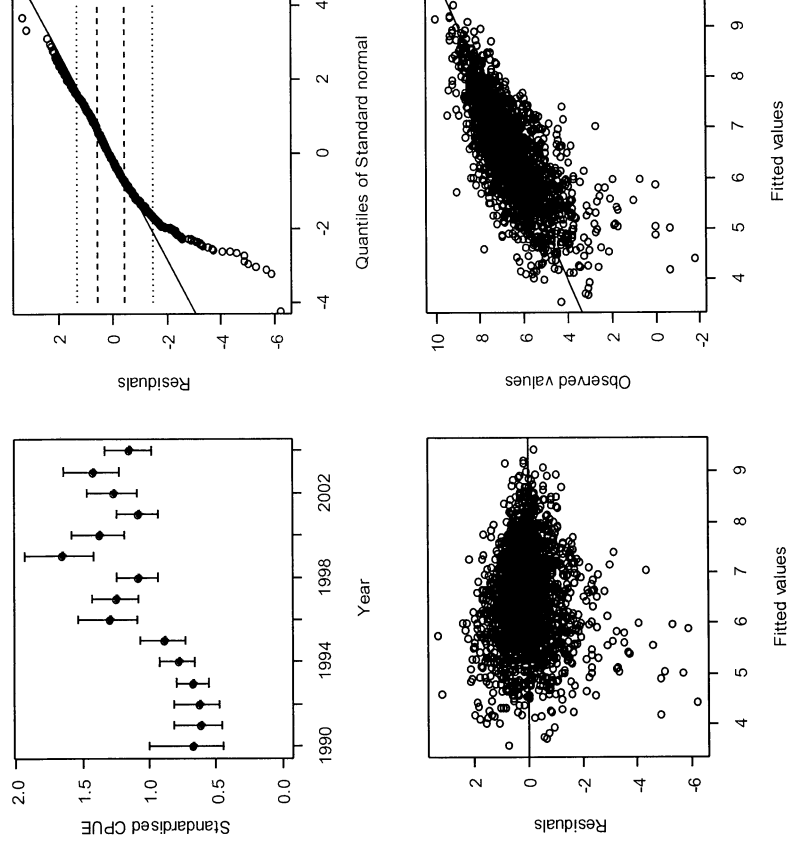 2.0 1.5 1.0 0.5 0.0
Standardised CPUE
1990 1994 1998 2002
Year
2 0 -2 -4 -6
Residuals
-4 -2 0 2 4
Quantiles of Standard normal
2 0 -2 -4 -6
Residuals
4 5 6 7 8 9
Fitted values
10 8 6 4 2 0 -2
Observed values
4 5 6 7 8 9
Fitted values